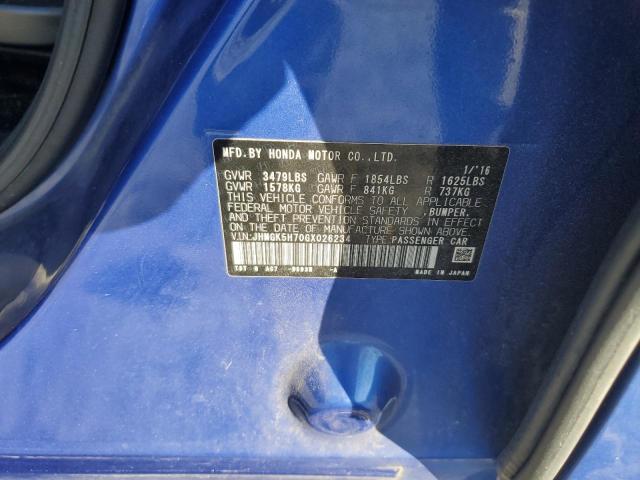 MFD.BY HONDA MOTOR CO.,LTD.
1/'16
GVWR 3479LBS GAWR F 1854LBS R 1625LBS
GVWR 1578KG GAWR F 841KG R 737KG
THIS VEHICLE CONFORMS TO ALL APPLICABLE
FEDERAL MOTOR VEHICLE SAFETY ,BUMPER,
AND THEFT PREVENTION STANDARDS IN EFFECT
ON THE DATE OF MANUFACTURE SHOWN ABOVE.
V.I.N:JHMGK5H70GX026234 TYPE:PASSENGER CAR
MADE IN JAPAN